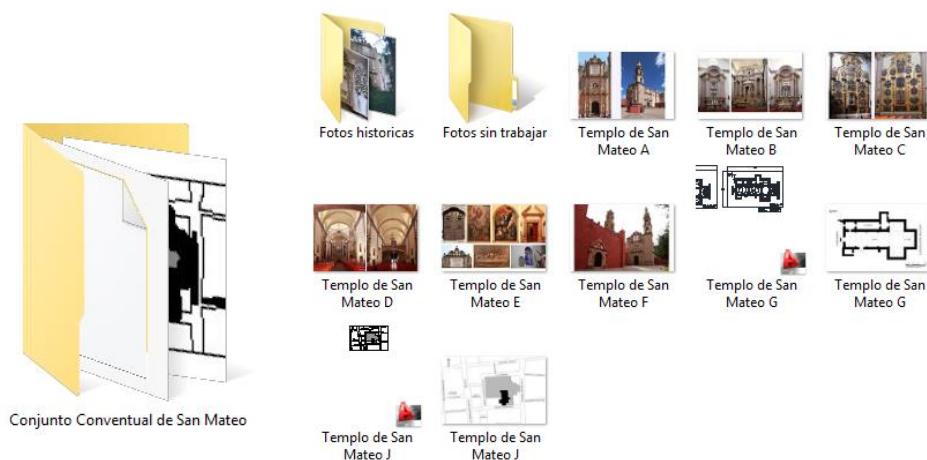 Fotos historicas
Fotos sin trabajar
Templo de San
Mateo A
Templo de San
Mateo B
Templo de San
Mateo C
Conjunto Conventual de San Mateo
Templo de San
Mateo D
Templo de San
Mateo E
Templo de San
Mateo F
Templo de San
Mateo G
Templo de San
Mateo G
Templo de San
Mateo J
Templo de San
Mateo J